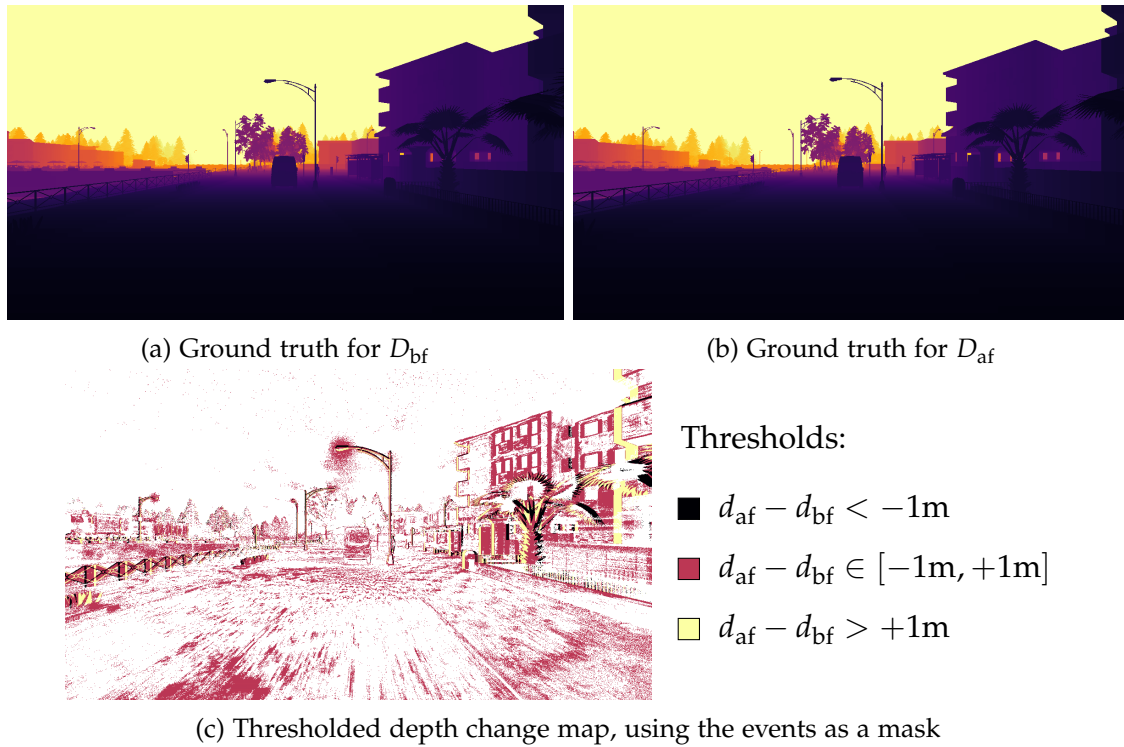 (a) Ground truth for D_bf
(b) Ground truth for D_af
Thresholds:
d_af − d_bf < −1m
d_af − d_bf ∈ [−1m, +1m]
d_af − d_bf > +1m
(c) Thresholded depth change map, using the events as a mask